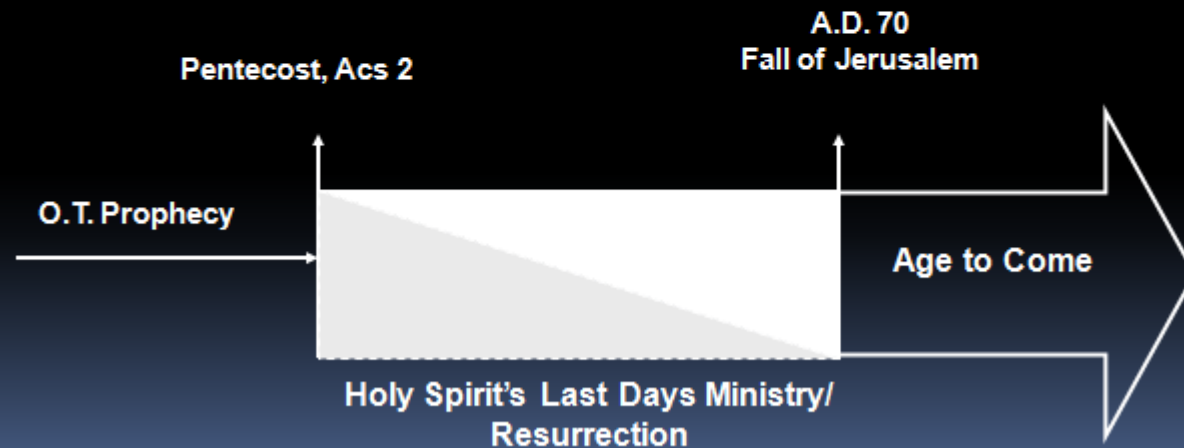 A.D. 70
Fall of Jerusalem
Pentecost, Acs 2
O.T. Prophecy
Age to Come
Holy Spirit's Last Days Ministry/
Resurrection